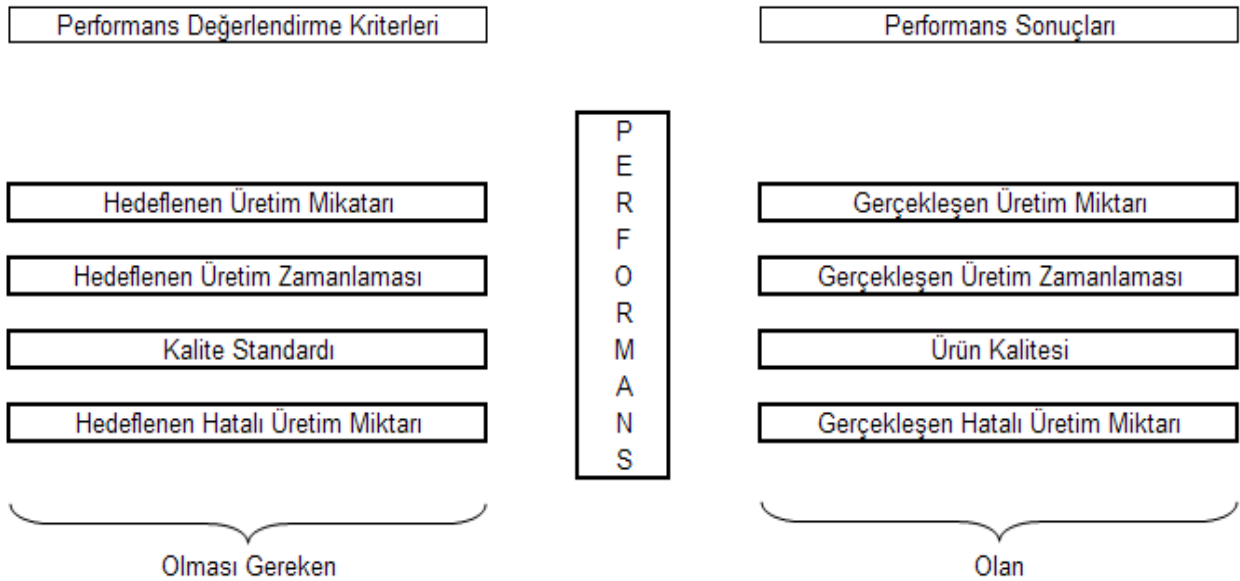 Performans Değerlendirme Kriterleri
Performans Sonuçları
Hedeflenen Üretim Mikatarı
Hedeflenen Üretim Zamanlaması
Kalite Standardı
Hedeflenen Hatalı Üretim Miktarı
Olması Gereken
P
E
R
F
O
R
M
A
N
S
Gerçekleşen Üretim Miktarı
Gerçekleşen Üretim Zamanlaması
Ürün Kalitesi
Gerçekleşen Hatalı Üretim Miktarı
Olan